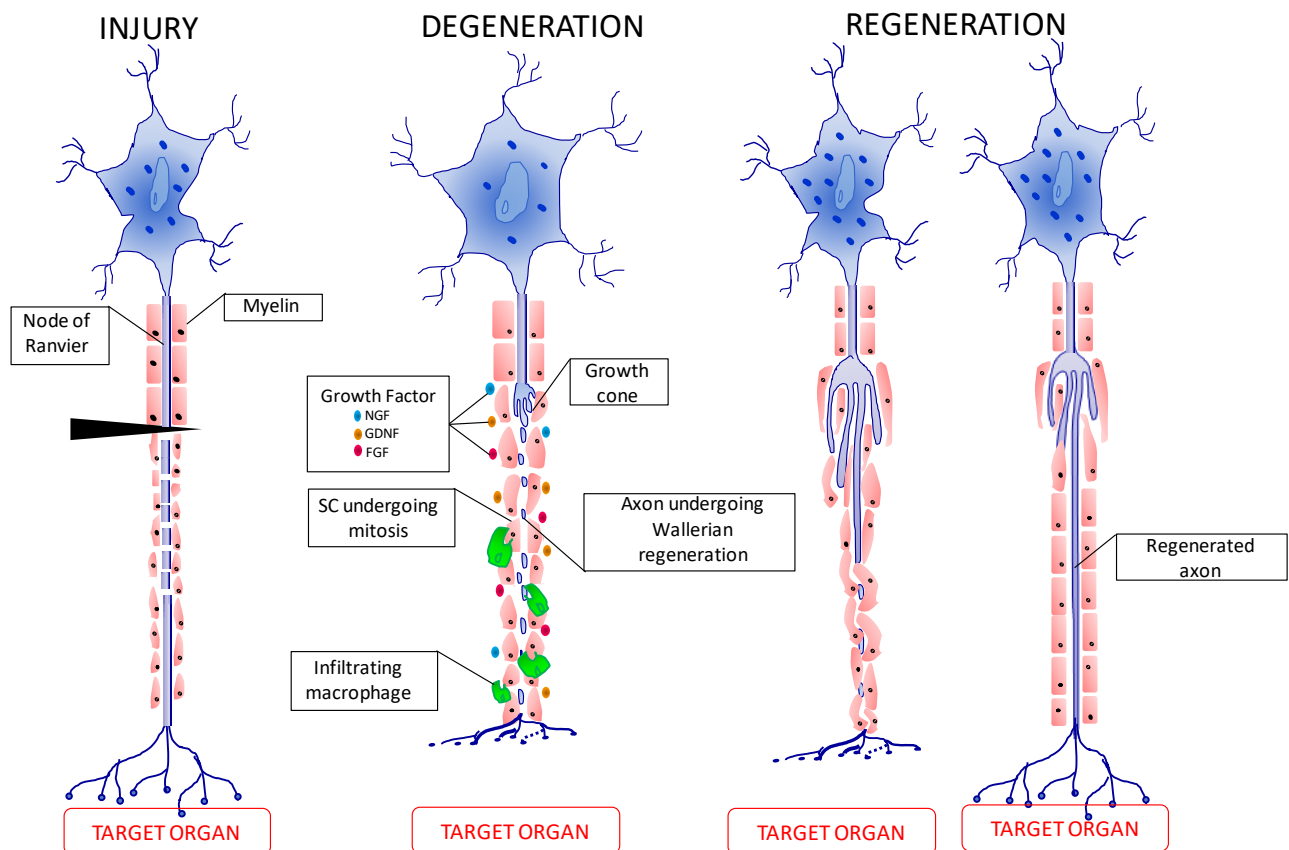 INJURY
DEGENERATION
REGENERATION
Node of
Ranvier
Myelin
Growth Factor
NGF
GDNF
FGF
Growth
cone
SC undergoing
mitosis
Axon undergoing
Wallerian
regeneration
Infiltrating
macrophage
Regenerated
axon
TARGET ORGAN
TARGET ORGAN
TARGET ORGAN
TARGET ORGAN